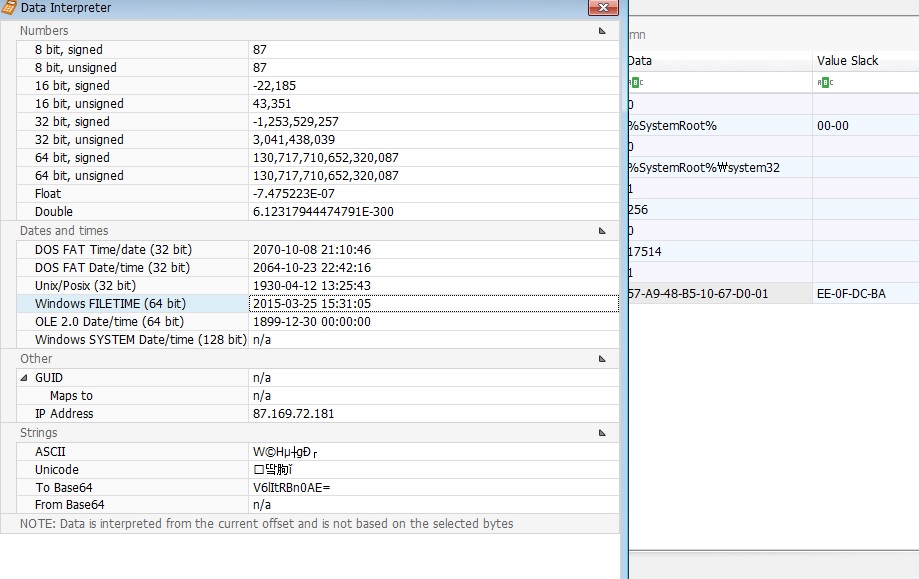 Data Interpreter
Numbers
8 bit, signed 87
8 bit, unsigned 87
16 bit, signed -22,185
16 bit, unsigned 43,351
32 bit, signed -1,253,529,257
32 bit, unsigned 3,041,438,039
64 bit, signed 130,717,710,652,320,087
64 bit, unsigned 130,717,710,652,320,087
Float -7.475223E-07
Double 6.12317944474791E-300
Dates and times
DOS FAT Time/date (32 bit) 2070-10-08 21:10:46
DOS FAT Date/time (32 bit) 2064-10-23 22:42:16
Unix/Posix (32 bit) 1930-04-12 13:25:43
Windows FILETIME (64 bit) 2015-03-25 15:31:05
OLE 2.0 Date/time (64 bit) 1899-12-30 00:00:00
Windows SYSTEM Date/time (128 bit) n/a
Other
GUID n/a
Maps to n/a
IP Address 87.169.72.181
Strings
ASCII W©Hµ┼gÐ┌
Unicode
To Base64 V6lItRBn0AE=
From Base64 n/a
NOTE: Data is interpreted from the current offset and is not based on the selected bytes
mn
Data Value Slack
ABC ABC
0
%SystemRoot% 00-00
0
%SystemRoot%₩system32
1
256
0
17514
1
57-A9-48-B5-10-67-D0-01 EE-0F-DC-BA